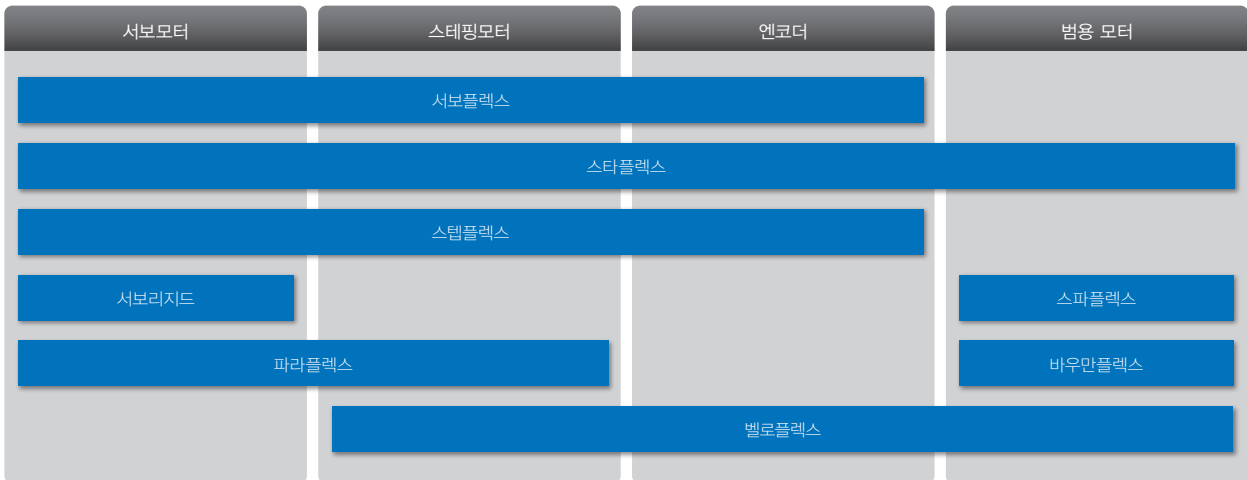 서보모터 스테핑모터 엔코더 범용 모터
서보플렉스
스타플렉스
스텝플렉스
서보리지드 스파플렉스
파라플렉스 바우만플렉스
벨로플렉스